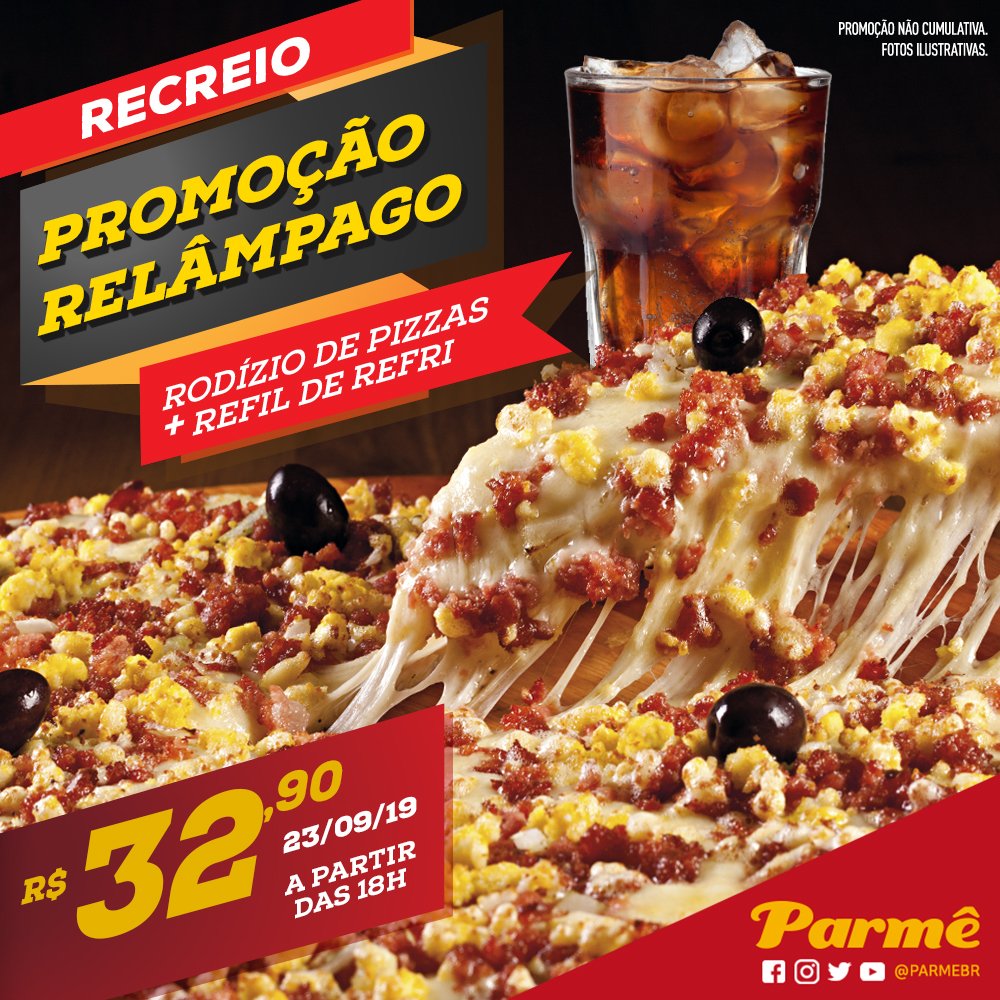 PROMOÇÃO NÃO CUMULATIVA.
FOTOS ILUSTRATIVAS.
RECREIO
PROMOÇÃO
RELÂMPAGO
RODÍZIO DE PIZZAS
+ REFIL DE REFRI
R$ 32,90
23/09/19
A PARTIR
DAS 18H
Parmê
@PARMEBR